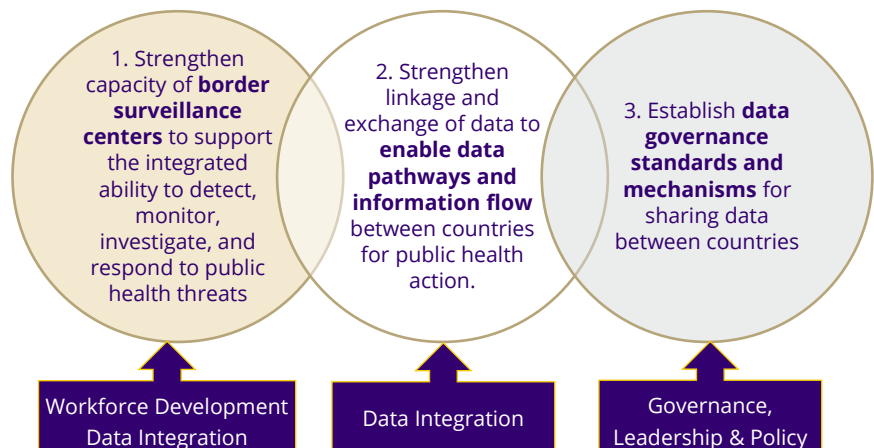 1. Strengthen
capacity of border
surveillance
centers to support
the integrated
ability to detect,
monitor,
investigate, and
respond to public
health threats
2. Strengthen
linkage and
exchange of data to
enable data
pathways and
information flow
between countries
for public health
action.
3. Establish data
governance
standards and
mechanisms for
sharing data
between countries
Workforce Development
Data Integration
Data Integration
Governance,
Leadership & Policy